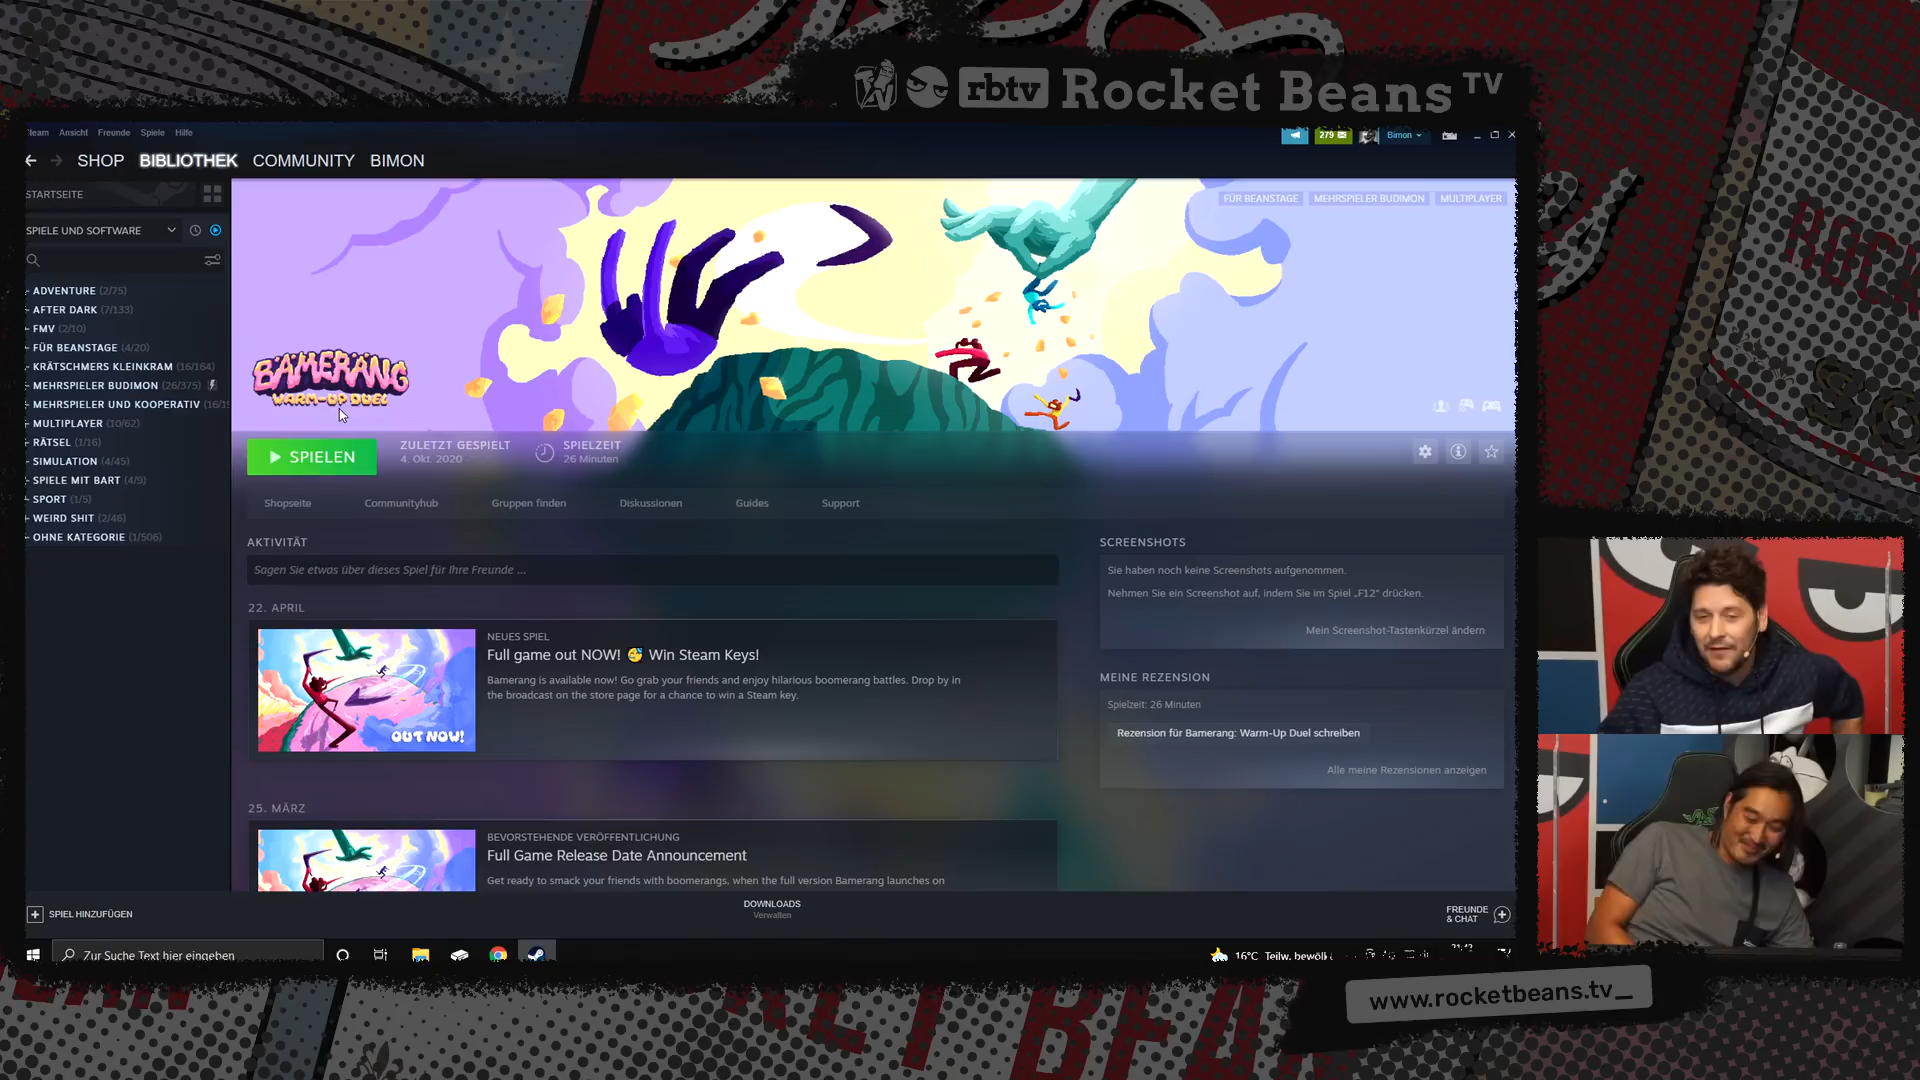 rbtv Rocket Beans TV
Ansicht Freunde Spiele Hilfe
279 Bimon
SHOP BIBLIOTHEK COMMUNITY BIMON
STARTSEITE
SPIELE UND SOFTWARE
ADVENTURE (2/75)
AFTER DARK (7/133)
FMV (2/10)
FÜR BEANSTAGE (4/20)
KRÄTSCHMERS KLEINKRAM (16/164)
MEHRSPIELER BUDIMON (26/375)
MEHRSPIELER UND KOOPERATIV
MULTIPLAYER (10/62)
RÄTSEL (1/16)
SIMULATION (4/45)
SPIELE MIT BART (4/9)
SPORT (1/5)
WEIRD SHIT (2/46)
OHNE KATEGORIE (1/506)
FÜR BEANSTAGE MEHRSPIELER BUDIMON MULTIPLAYER
BAMERANG
WARM-UP DUEL
SPIELEN
ZULETZT GESPIELT
4. Okt. 2020
SPIELZEIT
26 Minuten
Shopseite Communityhub Gruppen finden Diskussionen Guides Support
AKTIVITÄT
Sagen Sie etwas über dieses Spiel für Ihre Freunde ...
22. APRIL
OUT NOW!
NEUES SPIEL
Full game out NOW! 🥳 Win Steam Keys!
Bamerang is available now! Go grab your friends and enjoy hilarious boomerang battles. Drop by in
the broadcast on the store page for a chance to win a Steam key.
25. MÄRZ
BEVORSTEHENDE VERÖFFENTLICHUNG
Full Game Release Date Announcement
Get ready to smack your friends with boomerangs, when the full version Bamerang launches on
SCREENSHOTS
Sie haben noch keine Screenshots aufgenommen.
Nehmen Sie ein Screenshot auf, indem Sie im Spiel „F12" drücken.
Mein Screenshot-Tastenkürzel ändern
MEINE REZENSION
Spielzeit: 26 Minuten
Rezension für Bamerang: Warm-Up Duel schreiben
Alle meine Rezensionen anzeigen
SPIEL HINZUFÜGEN
DOWNLOADS
Verwalten
FREUNDE
& CHAT
Zur Suche Text hier eingeben
16°C Teilw. bewölkt
www.rocketbeans.tv_